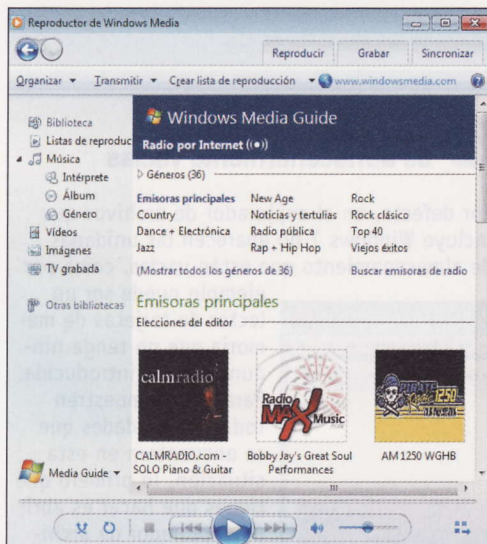 Reproductor de Windows Media
Reproducir Grabar Sincronizar
Organizar Transmitir Crear lista de reproducción www.windowsmedia.com
Biblioteca
Listas de reproduc
Música
Intérprete
Álbum
Género
Vídeos
Imágenes
TV grabada
Otras bibliotecas
Media Guide
Windows Media Guide
Radio por Internet ((•))
Géneros (36)
Emisoras principales New Age Rock
Country Noticias y tertulias Rock clásico
Dance + Electrónica Radio pública Top 40
Jazz Rap + Hip Hop Viejos éxitos
(Mostrar todos los géneros de 36) Buscar emisoras de radio
Emisoras principales
Elecciones del editor
calmradio
Radio MAX Music
PIRATE Radio 1250
CALMRADIO.com - Bobby Jay's Great Soul AM 1250 WGHB
SOLO Piano & Guitar Performances